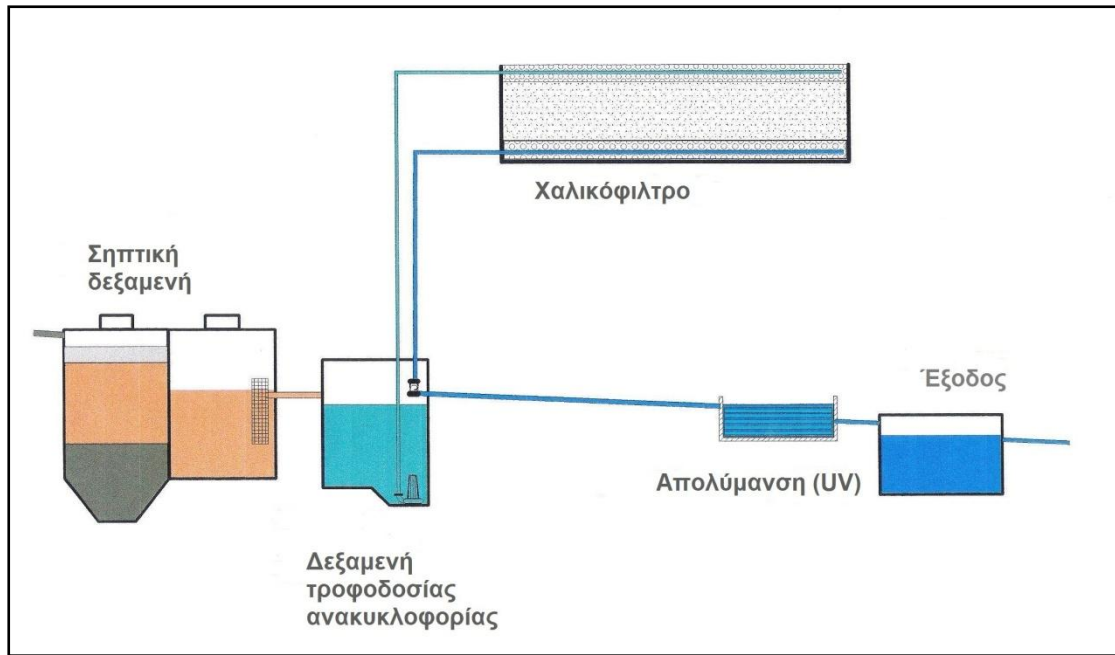 Χαλικόφιλτρο
Σηπτική
δεξαμενή
Έξοδος
Απολύμανση (UV)
Δεξαμενή
τροφοδοσίας
ανακυκλοφορίας